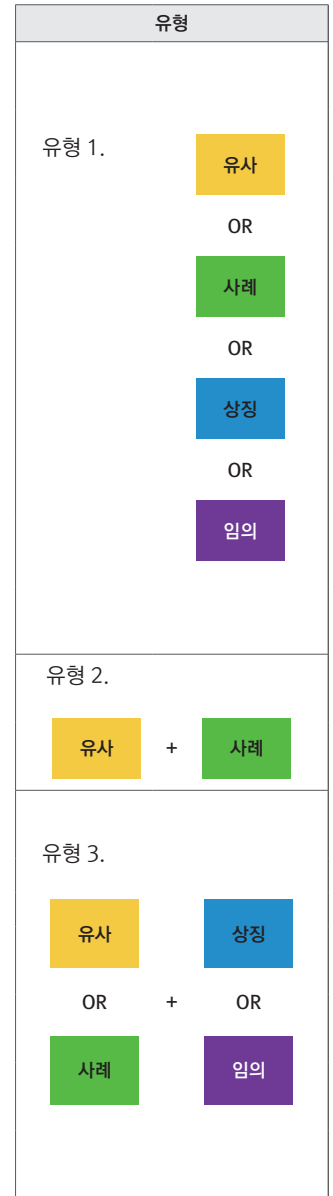 유형
유형 1.
유사
OR
사례
OR
상징
OR
임의
유형 2.
유사 + 사례
유형 3.
유사 상징
OR + OR
사례 임의